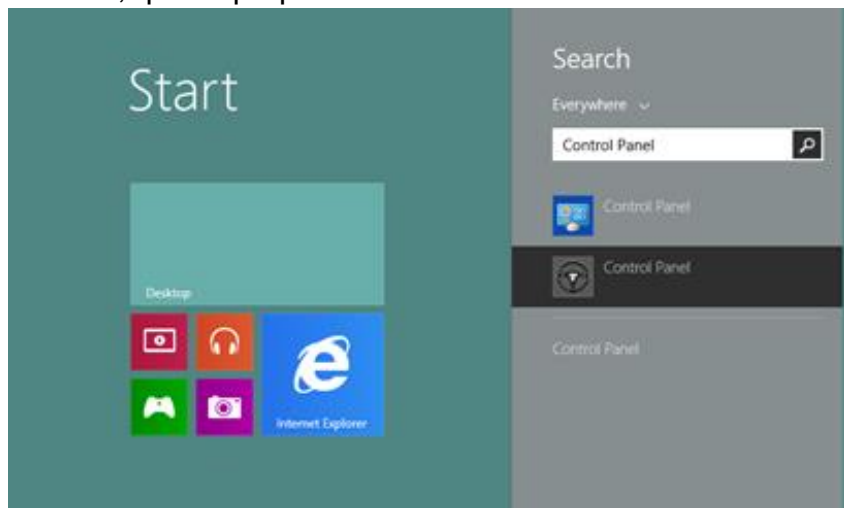 Start
Desktop
Internet Explorer
Search
Everywhere
Control Panel
Control Panel
Control Panel
Control Panel